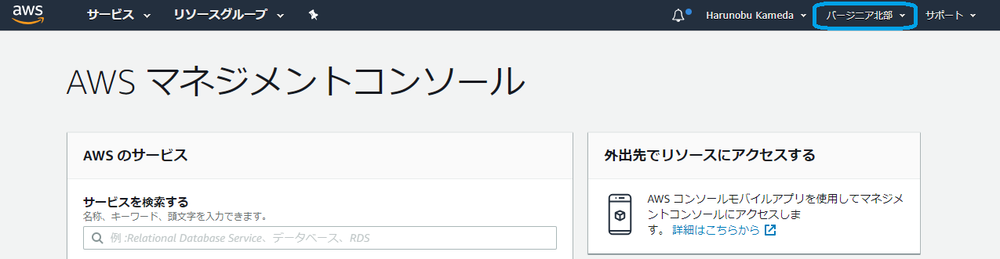 aws サービス リソースグループ Harunobu Kameda バージニア北部 サポート
AWS マネジメントコンソール
AWS のサービス
サービスを検索する
名称、キーワード、頭文字を入力できます。
例 :Relational Database Service、データベース、RDS
外出先でリソースにアクセスする
AWS コンソールモバイルアプリを使用してマネジメ
ントコンソールにアクセスしま
す。 詳細はこちらから